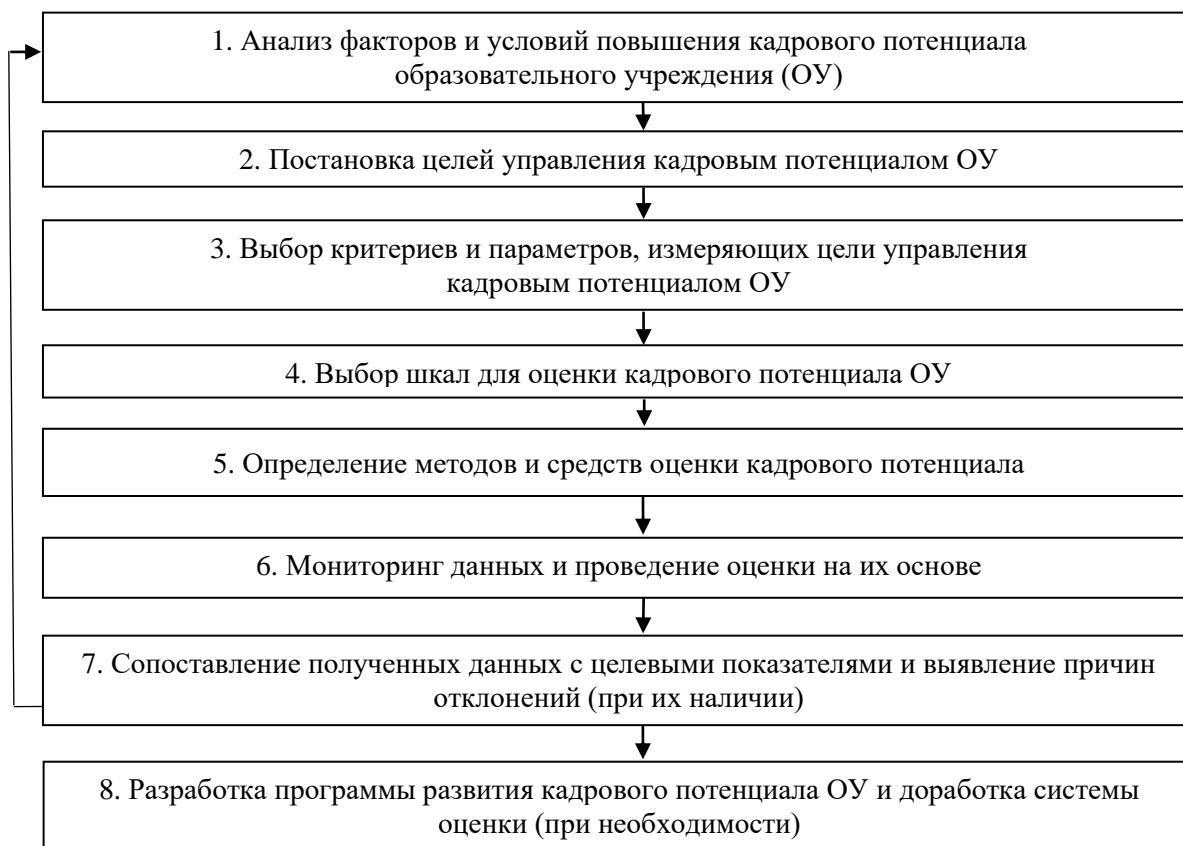 1. Анализ факторов и условий повышения кадрового потенциала
образовательного учреждения (ОУ)
2. Постановка целей управления кадровым потенциалом ОУ
3. Выбор критериев и параметров, измеряющих цели управления
кадровым потенциалом ОУ
4. Выбор шкал для оценки кадрового потенциала ОУ
5. Определение методов и средств оценки кадрового потенциала
6. Мониторинг данных и проведение оценки на их основе
7. Сопоставление полученных данных с целевыми показателями и выявление причин
отклонений (при их наличии)
8. Разработка программы развития кадрового потенциала ОУ и доработка системы
оценки (при необходимости)